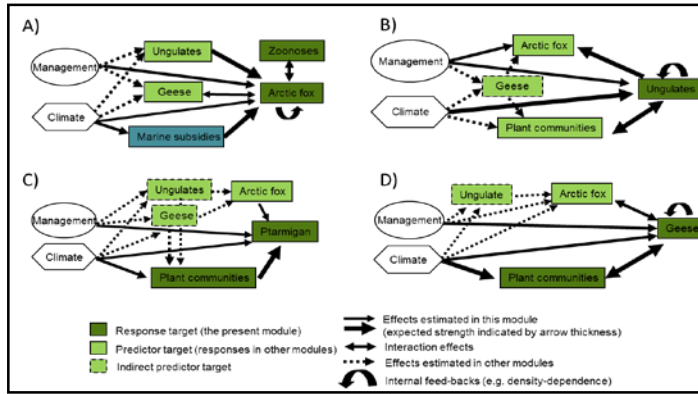 A)
Ungulates
Zoonoses
Management
Geese
Arctic fox
Climate
Marine subsidies
B)
Arctic fox
Management
Geese
Ungulates
Climate
Plant communities
C)
Ungulates
Arctic fox
Geese
Management
Ptarmigan
Climate
Plant communities
D)
Ungulate
Arctic fox
Management
Geese
Climate
Plant communities
Response target (the present module)
Predictor target (responses in other modules)
Indirect predictor target
Effects estimated in this module
(expected strength indicated by arrow thickness)
Interaction effects
Effects estimated in other modules
Internal feed-backs (e.g. density-dependence)